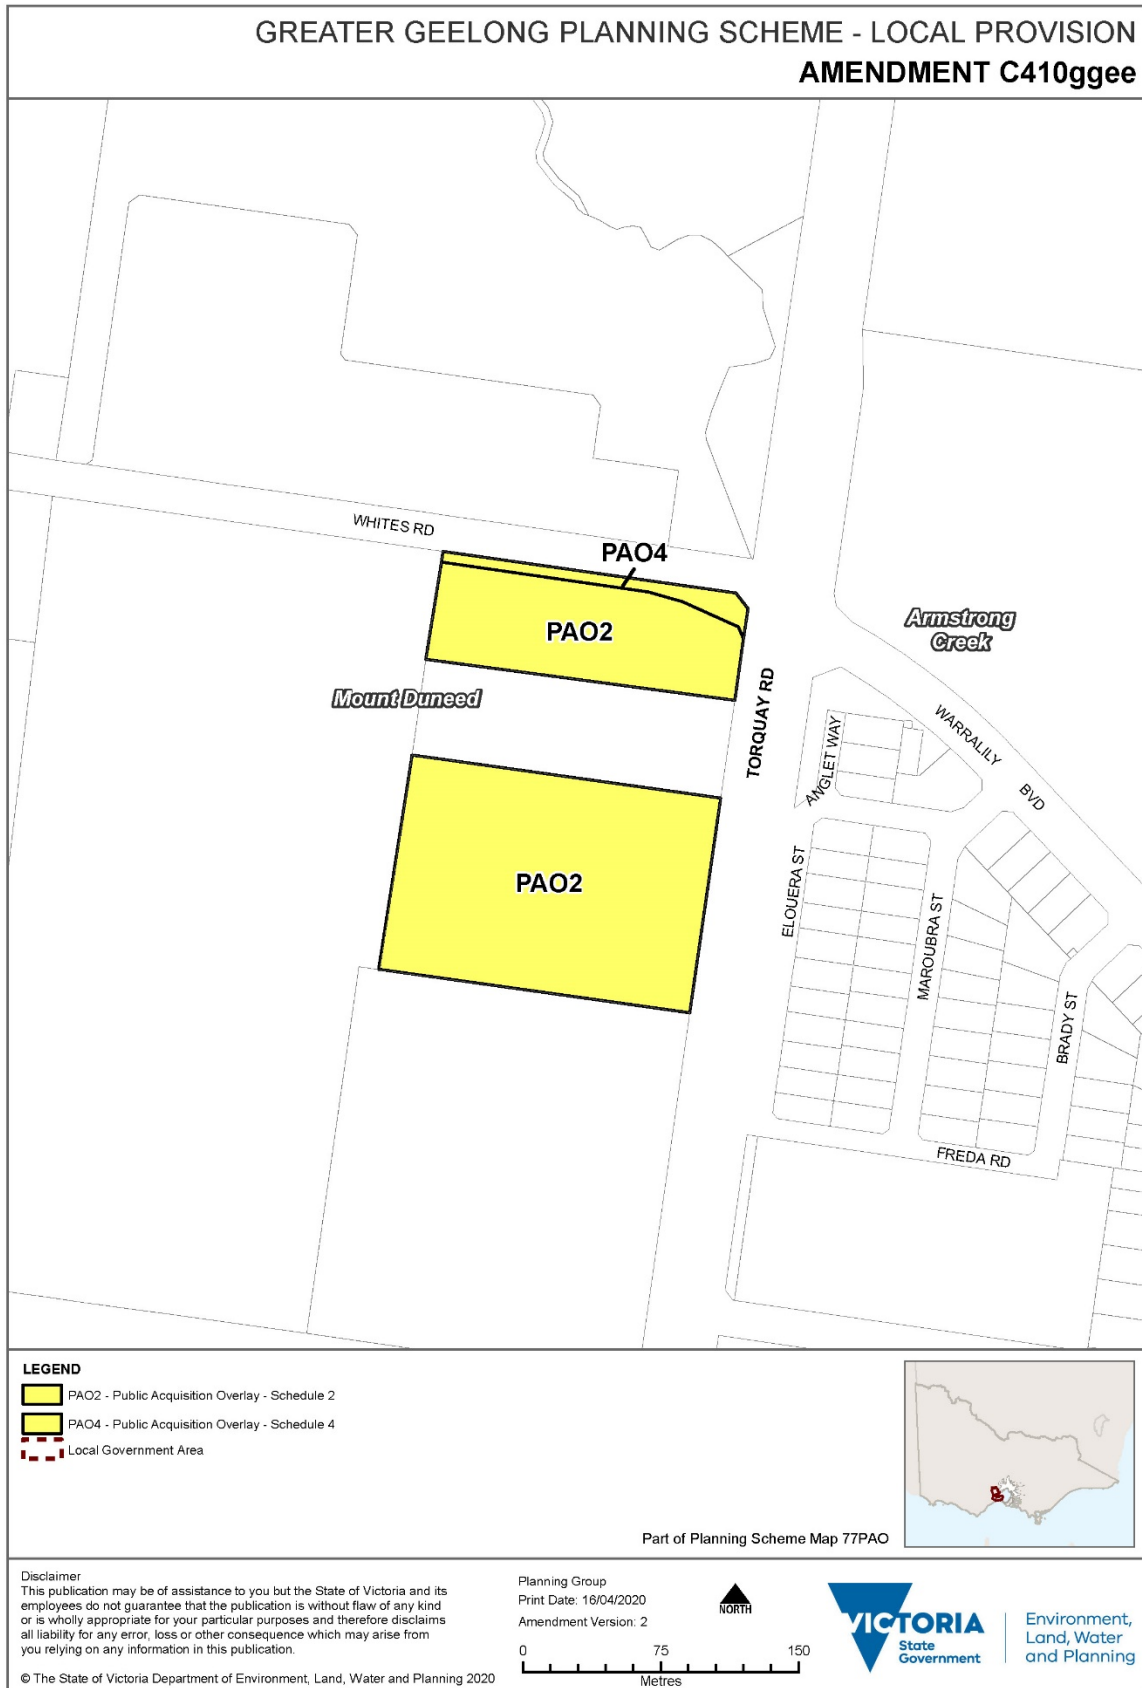 GREATER GEELONG PLANNING SCHEME - LOCAL PROVISION
AMENDMENT C410ggee
WHITES RD
PAO4
PAO2
Armstrong
Creek
Mount Duneed
TORQUAY RD
ANGLET WAY
WARRALILY
BVD
PAO2
ELOUERA ST
MAROUBRA ST
BRADY ST
FREDA RD
LEGEND
PAO2 - Public Acquisition Overlay - Schedule 2
PAO4 - Public Acquisition Overlay - Schedule 4
Local Government Area
Part of Planning Scheme Map 77PAO
Disclaimer
This publication may be of assistance to you but the State of Victoria and its
employees do not guarantee that the publication is without flaw of any kind
or is wholly appropriate for your particular purposes and therefore disclaims
all liability for any error, loss or other consequence which may arise from
you relying on any information in this publication.
© The State of Victoria Department of Environment, Land, Water and Planning 2020
Planning Group
Print Date: 16/04/2020
Amendment Version: 2
NORTH
0 75 150
Metres
VICTORIA
State
Government
Environment,
Land, Water
and Planning